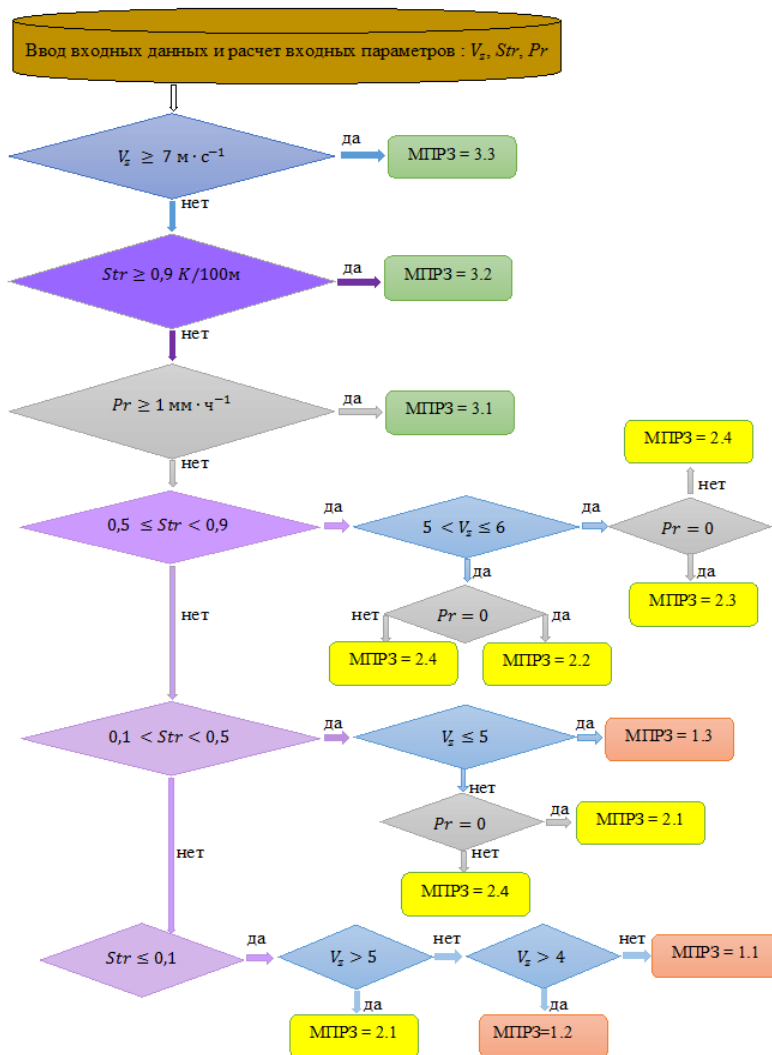 Ввод входных данных и расчет входных параметров : Vz, Str, Pr
Vz ≥ 7 м · с⁻¹
да
МПРЗ = 3.3
нет
Str ≥ 0,9 К/100м
да
МПРЗ = 3.2
нет
Pr ≥ 1 мм · ч⁻¹
да
МПРЗ = 3.1
нет
МПРЗ = 2.4
нет
0,5 ≤ Str < 0,9
да
5 < Vz ≤ 6
да
Pr = 0
да
МПРЗ = 2.3
да
нет
Pr = 0
да
МПРЗ = 2.4
МПРЗ = 2.2
нет
0,1 < Str < 0,5
да
Vz ≤ 5
да
МПРЗ = 1.3
нет
Pr = 0
да
МПРЗ = 2.1
нет
МПРЗ = 2.4
нет
Str ≤ 0,1
да
Vz > 5
нет
Vz > 4
нет
МПРЗ = 1.1
да
МПРЗ = 2.1
да
МПРЗ=1.2